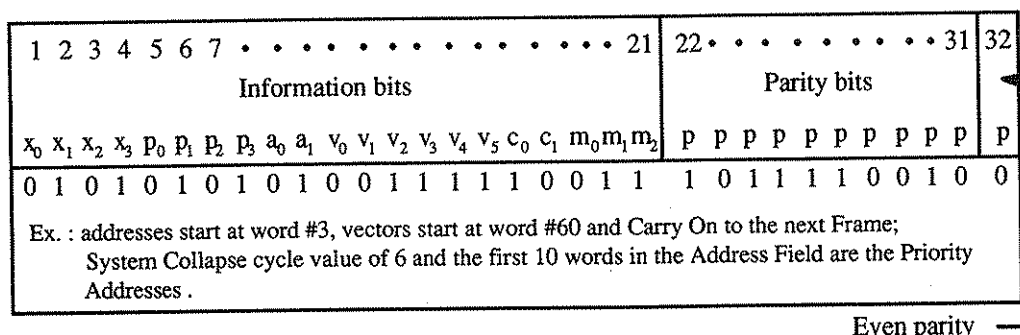 1 2 3 4 5 6 7 • • • • • • • • • • • • • 21 22 • • • • • • • • 31 32
Information bits Parity bits
x₀ x₁ x₂ x₃ p₀ p₁ p₂ p₃ a₀ a₁ v₀ v₁ v₂ v₃ v₄ v₅ c₀ c₁ m₀ m₁ m₂ p p p p p p p p p p p
0 1 0 1 0 1 0 1 0 1 0 0 1 1 1 1 1 0 0 1 1 1 0 1 1 1 1 0 0 1 0 0
Ex. : addresses start at word #3, vectors start at word #60 and Carry On to the next Frame;
System Collapse cycle value of 6 and the first 10 words in the Address Field are the Priority
Addresses .
Even parity